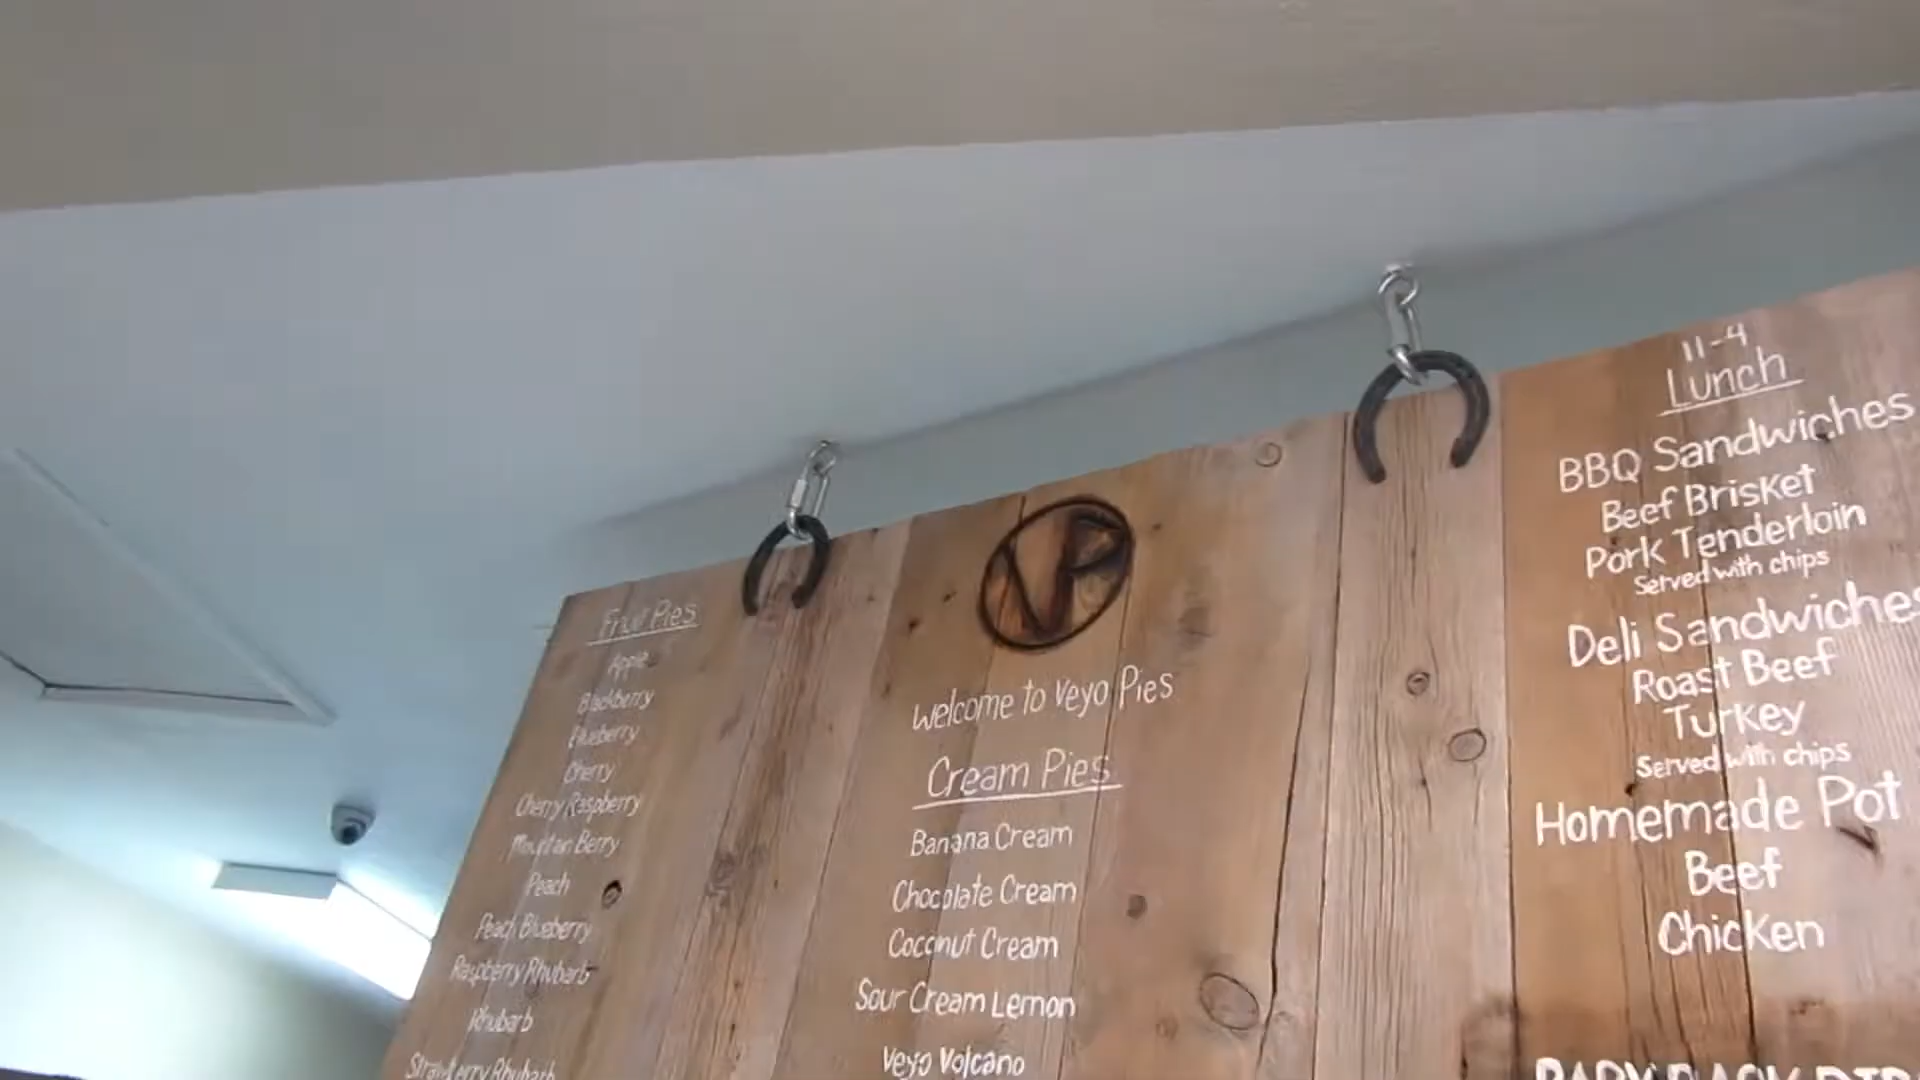 Fruit Pies
Apple
Blackberry
Blueberry
Cherry
Cherry Raspberry
Mountain Berry
Peach
Peach Blueberry
Raspberry Rhubarb
Rhubarb
Strawberry Rhubarb
VP
Welcome to Veyo Pies
Cream Pies
Banana Cream
Chocolate Cream
Coconut Cream
Sour Cream Lemon
Veyo Volcano
11-4
Lunch
BBQ Sandwiches
Beef Brisket
Pork Tenderloin
Served with chips
Deli Sandwiches
Roast Beef
Turkey
Served with chips
Homemade Pot
Beef
Chicken